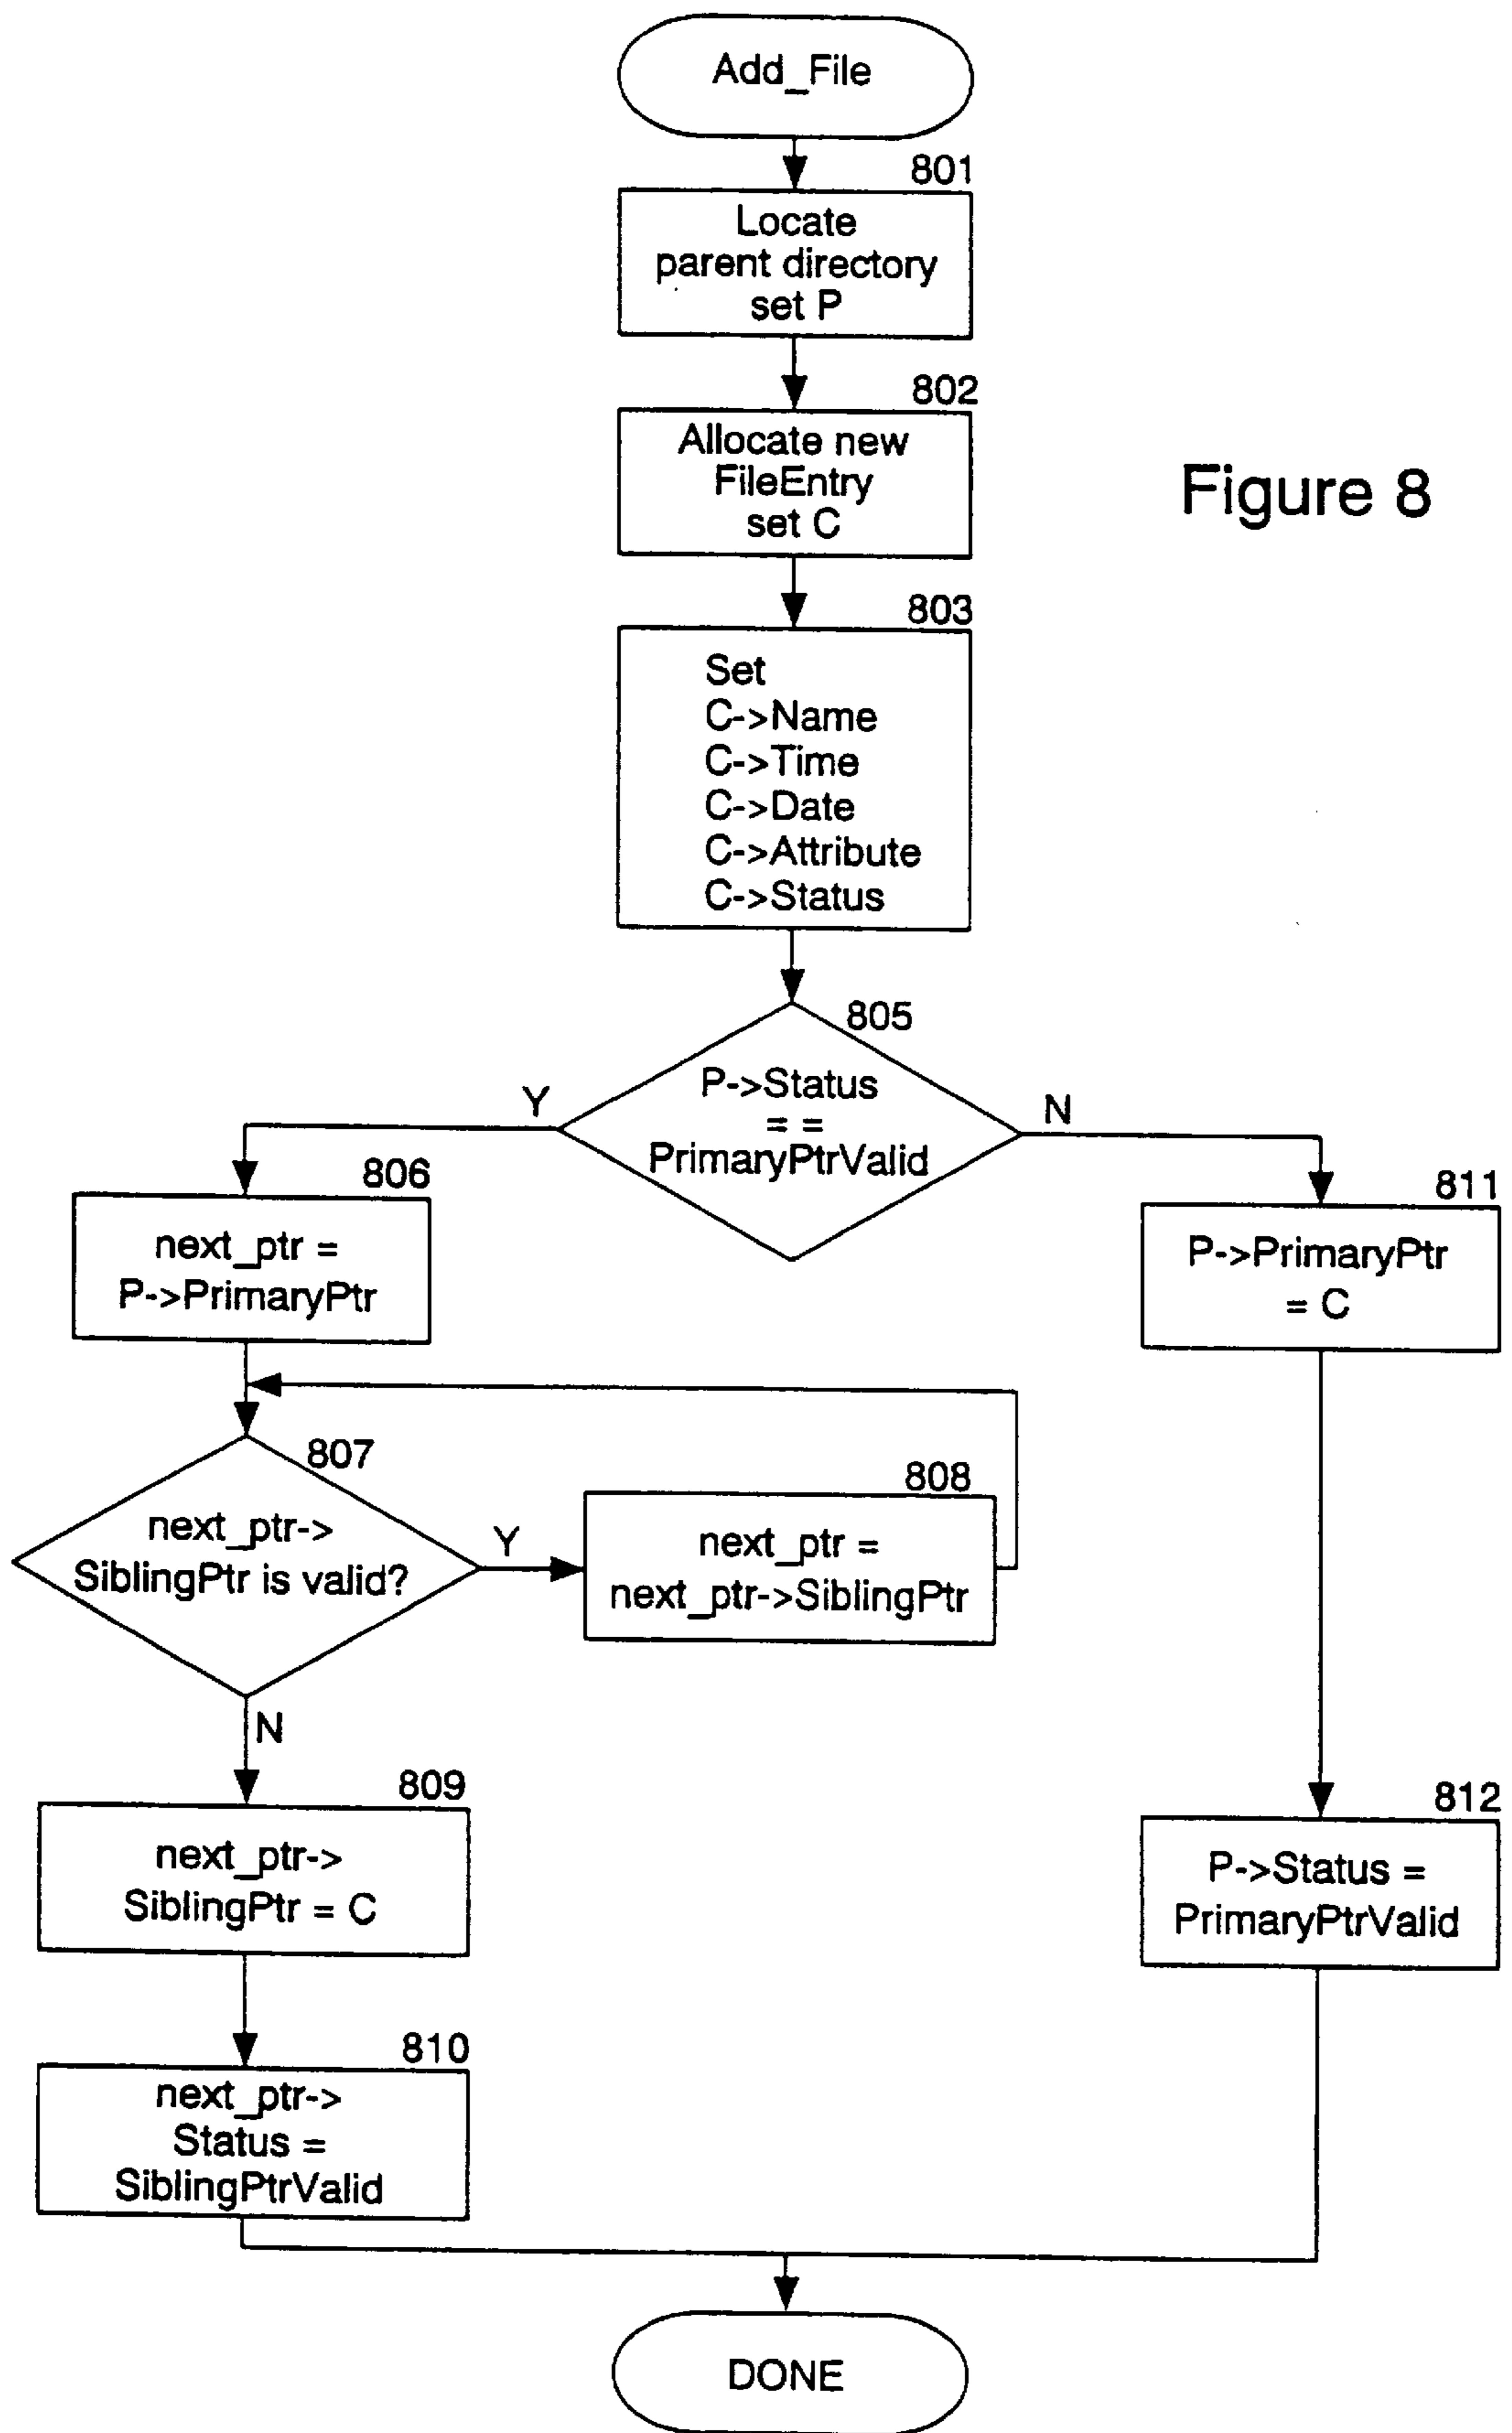 Add_File
801
Locate
parent directory
set P
802
Allocate new
FileEntry
set C
Figure 8
803
Set
C->Name
C->Time
C->Date
C->Attribute
C->Status
805
P->Status
= =
PrimaryPtrValid
Y
N
806
next_ptr =
P->PrimaryPtr
811
P->PrimaryPtr
= C
807
next_ptr->
SiblingPtr is valid?
Y
808
next_ptr =
next_ptr->SiblingPtr
N
809
next_ptr->
SiblingPtr = C
812
P->Status =
PrimaryPtrValid
810
next_ptr->
Status =
SiblingPtrValid
DONE